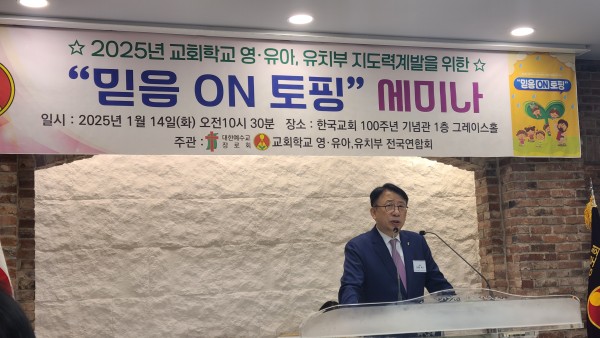 ☆ 2025년 교회학교 영·유아, 유치부 지도력계발을 위한 ☆
“믿음 ON 토핑” 세미나
일시 : 2025년 1월 14일(화) 오전10시 30분 장소 : 한국교회 100주년 기념관 1층 그레이스홀
주관 : 대한예수교장로회 교회학교 영·유아,유치부 전국연합회
“믿음 ON 토핑”